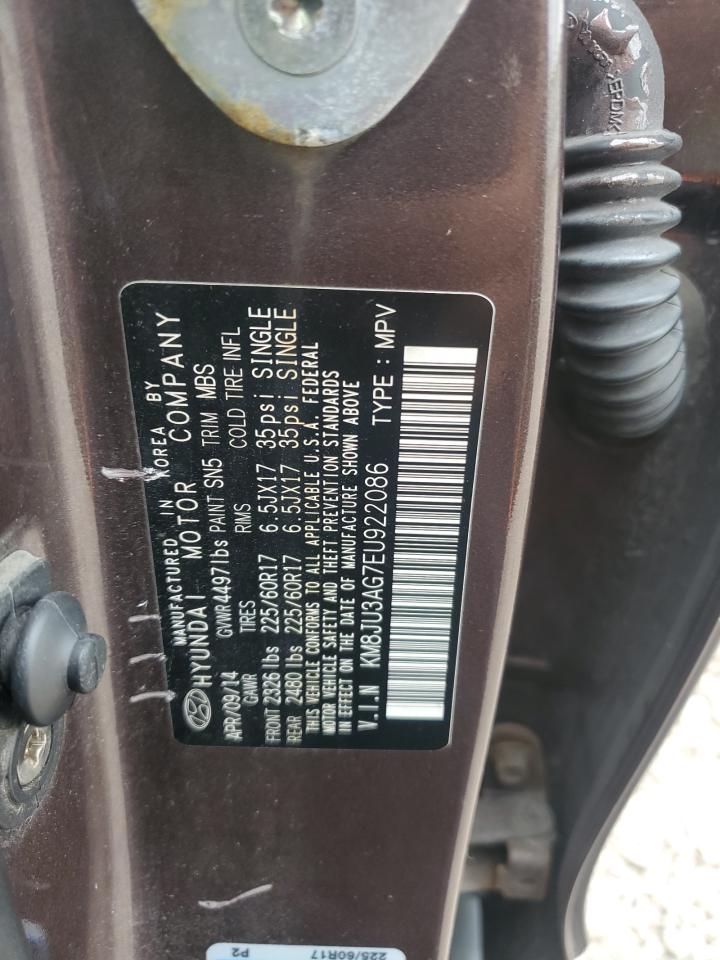 MANUFACTURED IN KOREA BY
HYUNDAI MOTOR COMPANY
APR/09/14 GVWR 4497 lbs PAINT SN5 TRIM MBS
GAWR TIRES RIMS COLD TIRE INFL
FRONT 2326 lbs 225/60R17 6.5JX17 35psi SINGLE
REAR 2480 lbs 225/60R17 6.5JX17 35psi SINGLE
THIS VEHICLE CONFORMS TO ALL APPLICABLE U.S.A. FEDERAL
MOTOR VEHICLE SAFETY AND THEFT PREVENTION STANDARDS
IN EFFECT ON THE DATE OF MANUFACTURE SHOWN ABOVE
V.I.N KM8JU3AG7EU922086 TYPE : MPV
225/60R17
P2
>EPDM<